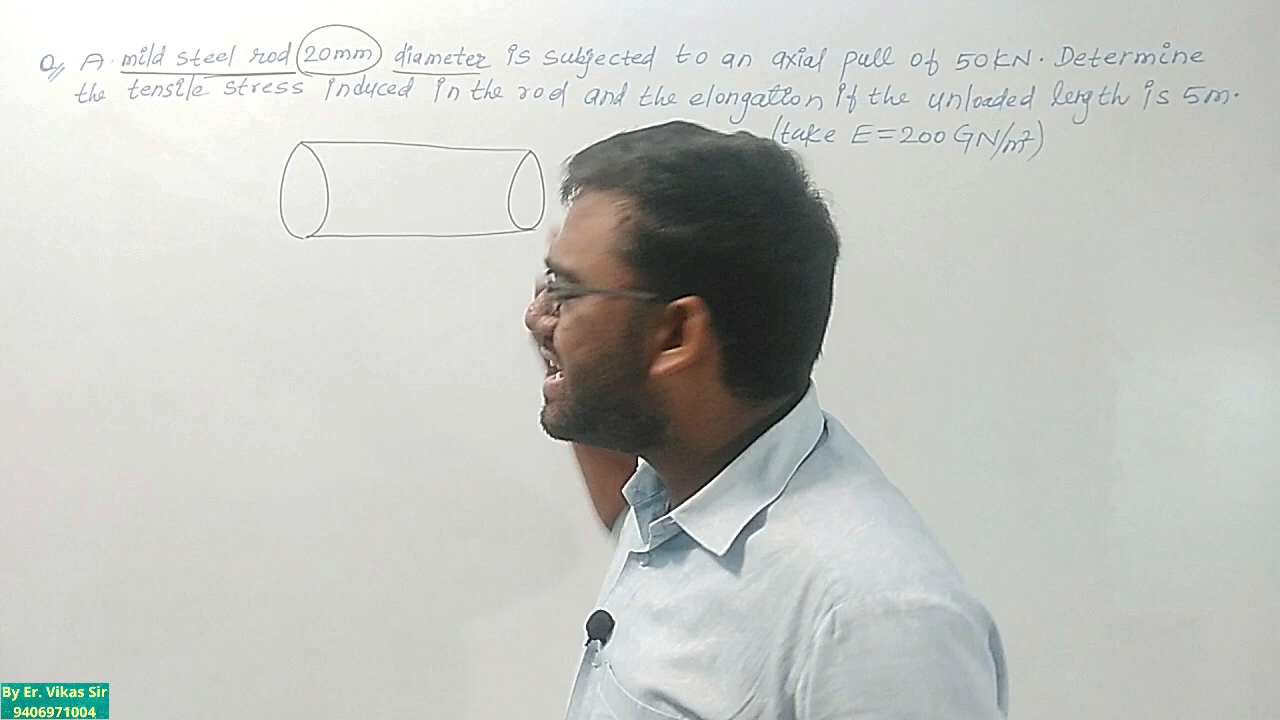 Q, A mild steel rod 20mm diameter is subjected to an axial pull of 50KN. Determine
the tensile stress induced in the rod and the elongation if the unloaded length is 5m.
(take E=200 GN/m²)
By Er. Vikas Sir
9406971004